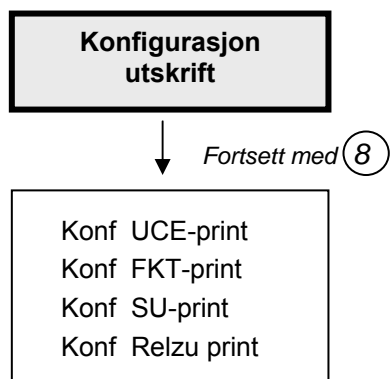 Konfigurasjon
utskrift
Fortsett med 8
Konf UCE-print
Konf FKT-print
Konf SU-print
Konf Relzu print